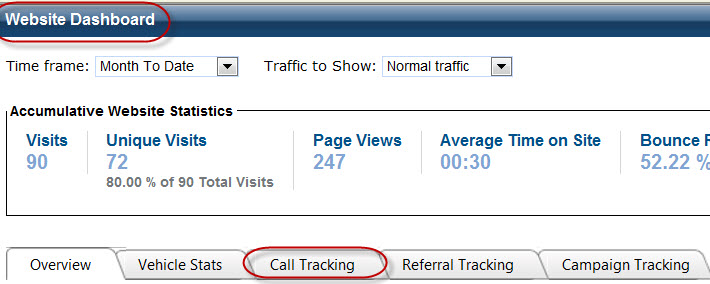 Website Dashboard
Time frame: Month To Date Traffic to Show: Normal traffic
Accumulative Website Statistics
Visits Unique Visits Page Views Average Time on Site Bounce
90 72 247 00:30 52.22 %
80.00 % of 90 Total Visits
Overview Vehicle Stats Call Tracking Referral Tracking Campaign Tracking